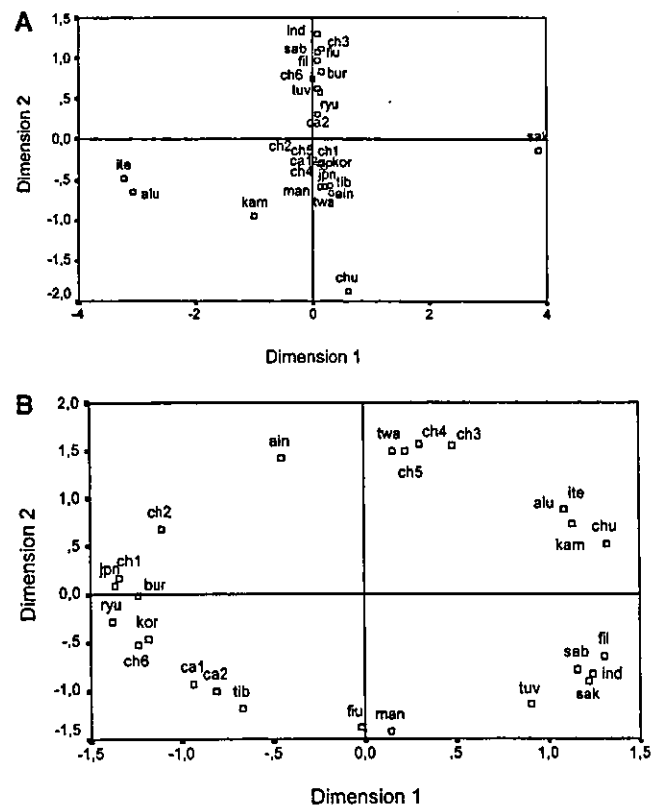 A
1,5
ind
ch3
sab
fiu
1,0
fil
bur
ch6
tuv
,5
ryu
ca2
0,0
ch2
ch5
ch1
sak
ca1
kor
ite
ch4
jpn
-,5
alu
man
tib
ain
kam
twa
-1,0
-1,5
chu
-2,0
-4 -2 0 2 4
Dimension 2
Dimension 1
B
2,0
ain
twa
ch4
ch3
1,5
ch5
1,0
alu
ite
ch2
chu
kam
,5
jpn
ch1
bur
0,0
ryu
kor
fil
-,5
ch6
sab
ind
ca1
ca2
sak
-1,0
tib
tuv
fiu
man
-1,5
-1,5 -1,0 -,5 0,0 ,5 1,0 1,5
Dimension 2
Dimension 1